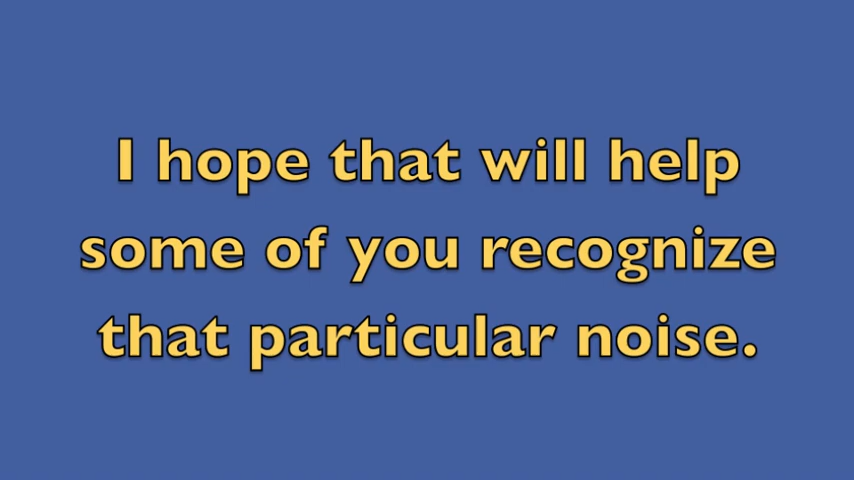 I hope that will help
some of you recognize
that particular noise.